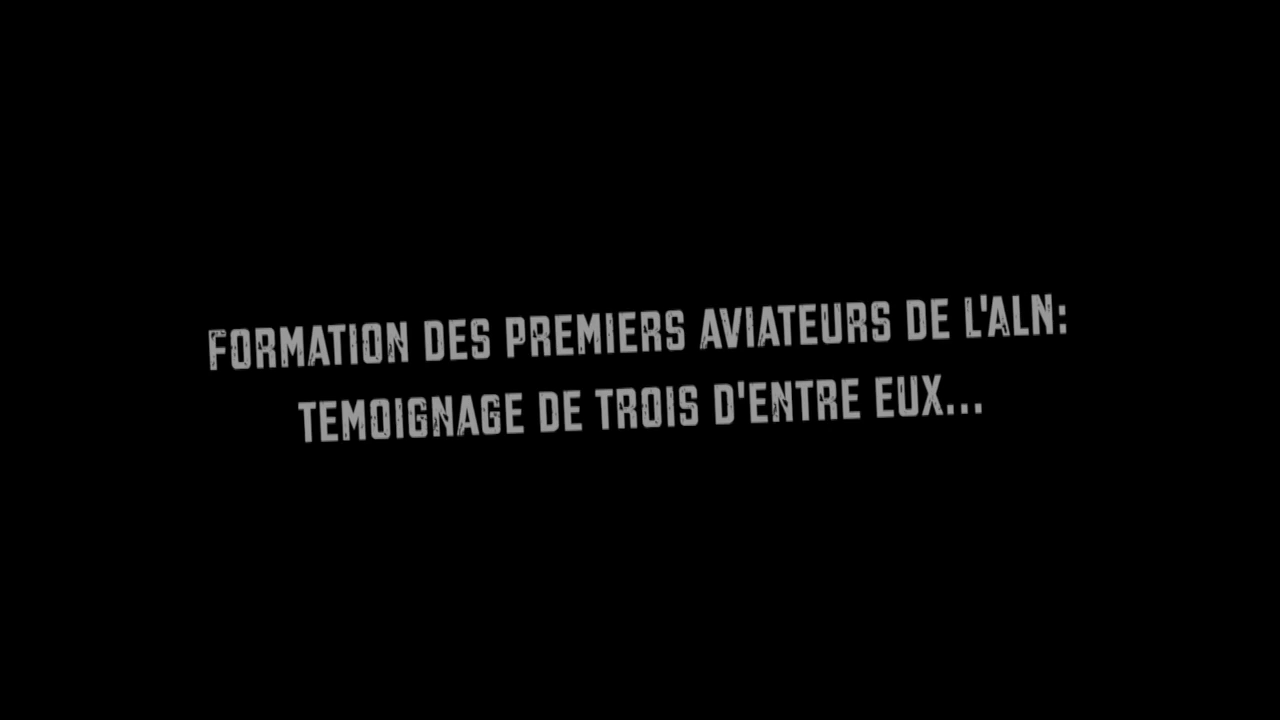 FORMATION DES PREMIERS AVIATEURS DE L'ALN:
TEMOIGNAGE DE TROIS D'ENTRE EUX...